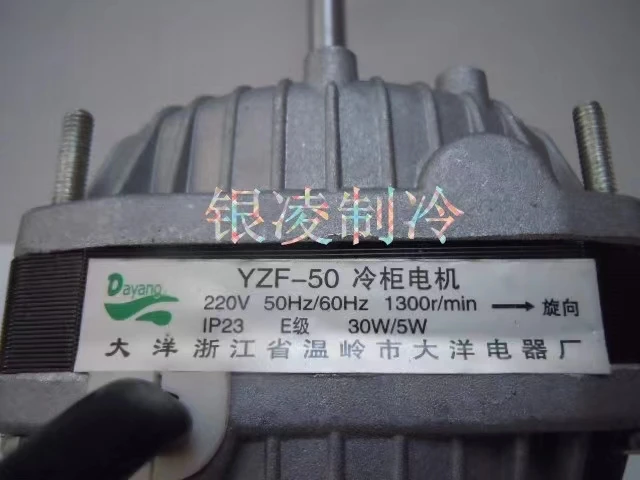 银凌制冷
Dayang
YZF-50 冷柜电机
220V 50Hz/60Hz 1300r/min → 旋向
IP23 E级 30W/5W
大洋浙江省温岭市大洋电器厂